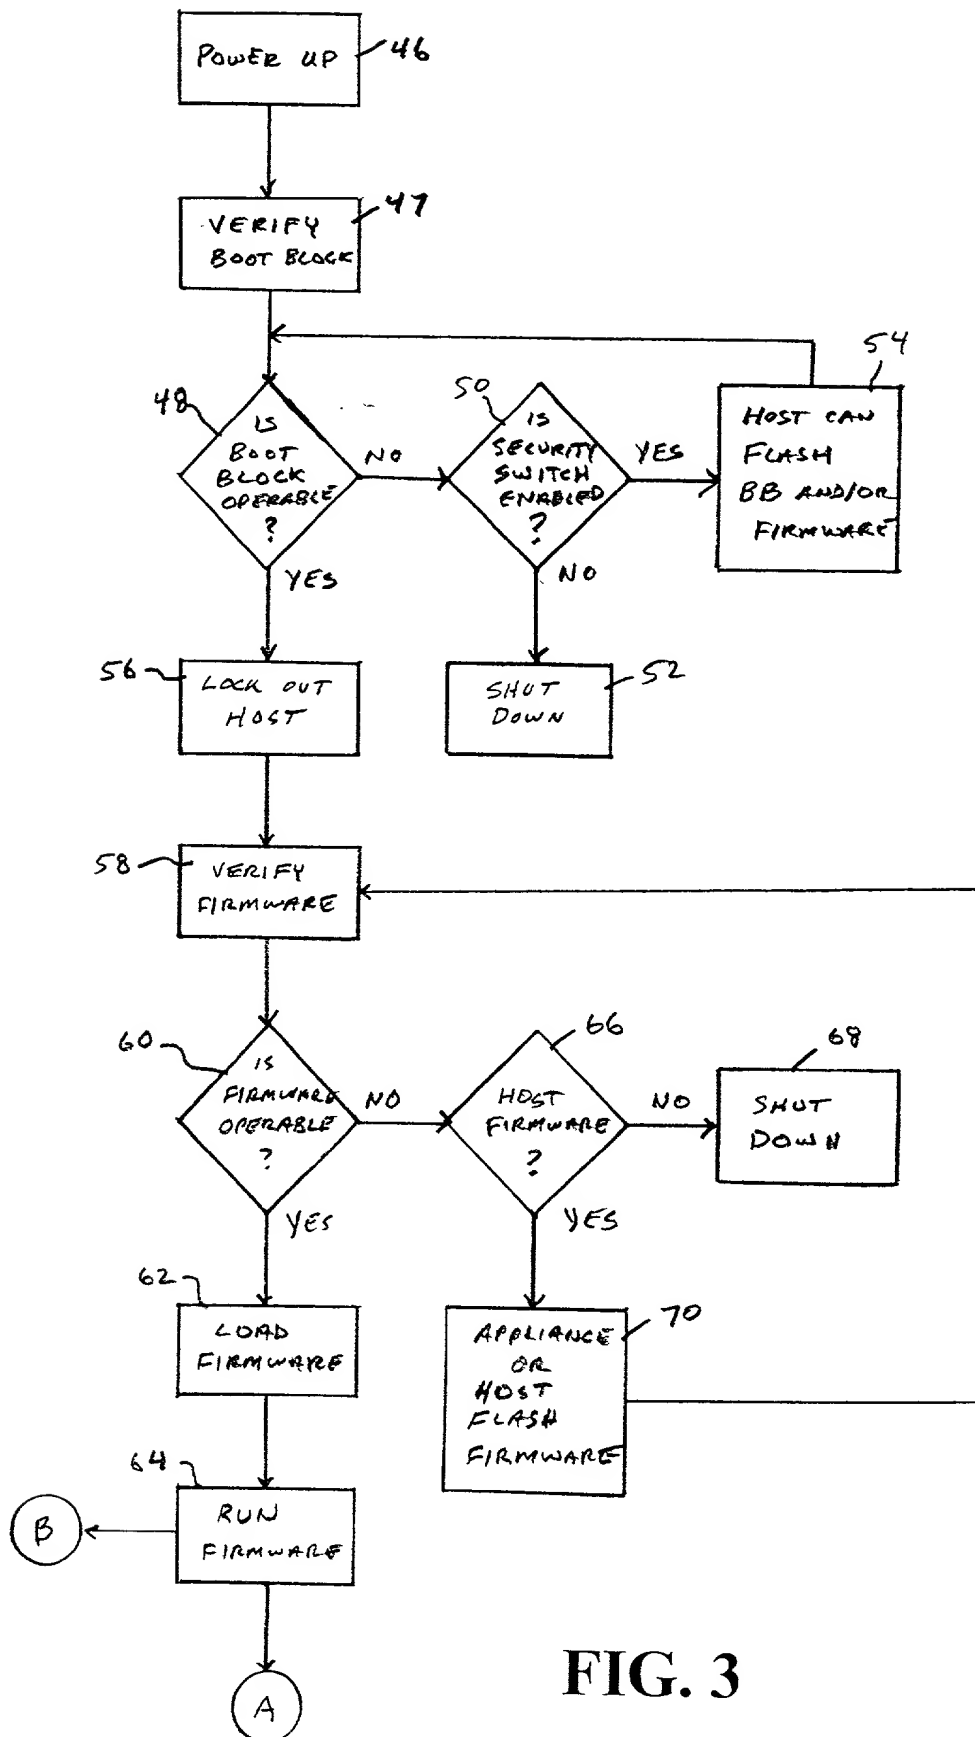 POWER UP
46
VERIFY
BOOT BLOCK
47
48
IS
BOOT
BLOCK
OPERABLE
?
NO
YES
50
IS
SECURITY
SWITCH
ENABLED
?
YES
NO
54
HOST CAN
FLASH
BB AND/OR
FIRMWARE
56
LOCK OUT
HOST
SHUT
DOWN
52
58
VERIFY
FIRMWARE
60
IS
FIRMWARE
OPERABLE
?
NO
YES
66
HOST
FIRMWARE
?
NO
YES
68
SHUT
DOWN
62
LOAD
FIRMWARE
APPLIANCE
OR
HOST
FLASH
FIRMWARE
70
64
RUN
FIRMWARE
B
A
FIG. 3